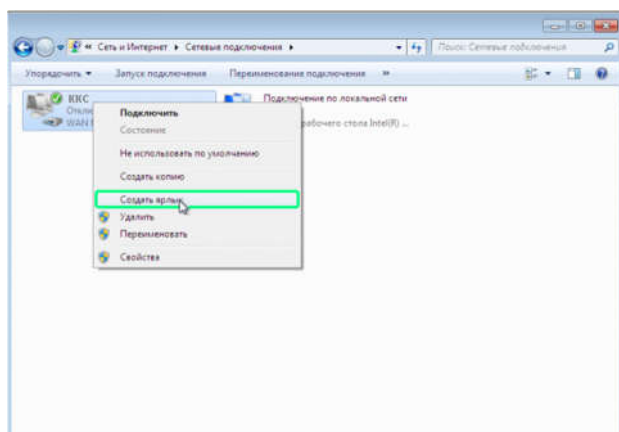 « Сеть и Интернет ▸ Сетевые подключения ▸
Поиск: Сетевые подключения
Упорядочить ▾ Запуск подключения Переименование подключения »
ККС
WAN
Подключение по локальной сети
рабочего стола Intel(R) ...
Подключить
Состояние
Не использовать по умолчанию
Создать копию
Создать ярлык
Удалить
Переименовать
Свойства